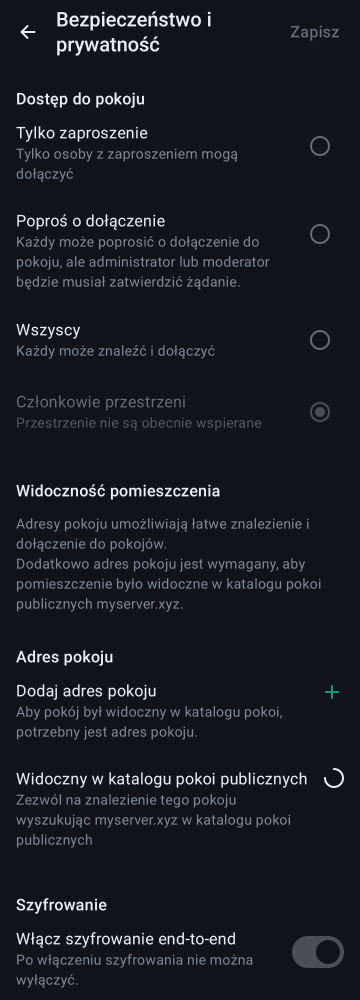 Bezpieczeństwo i
prywatność
Zapisz
Dostęp do pokoju
Tylko zaproszenie
Tylko osoby z zaproszeniem mogą
dołączyć
Poproś o dołączenie
Każdy może poprosić o dołączenie do
pokoju, ale administrator lub moderator
będzie musiał zatwierdzić żądanie.
Wszyscy
Każdy może znaleźć i dołączyć
Członkowie przestrzeni
Przestrzenie nie są obecnie wspierane
Widoczność pomieszczenia
Adresy pokoju umożliwiają łatwe znalezienie i
dołączenie do pokojów.
Dodatkowo adres pokoju jest wymagany, aby
pomieszczenie było widoczne w katalogu pokoi
publicznych myserver.xyz.
Adres pokoju
Dodaj adres pokoju
Aby pokój był widoczny w katalogu pokoi,
potrzebny jest adres pokoju.
Widoczny w katalogu pokoi publicznych
Zezwól na znalezienie tego pokoju
wyszukując myserver.xyz w katalogu pokoi
publicznych
Szyfrowanie
Włącz szyfrowanie end-to-end
Po włączeniu szyfrowania nie można
wyłączyć.